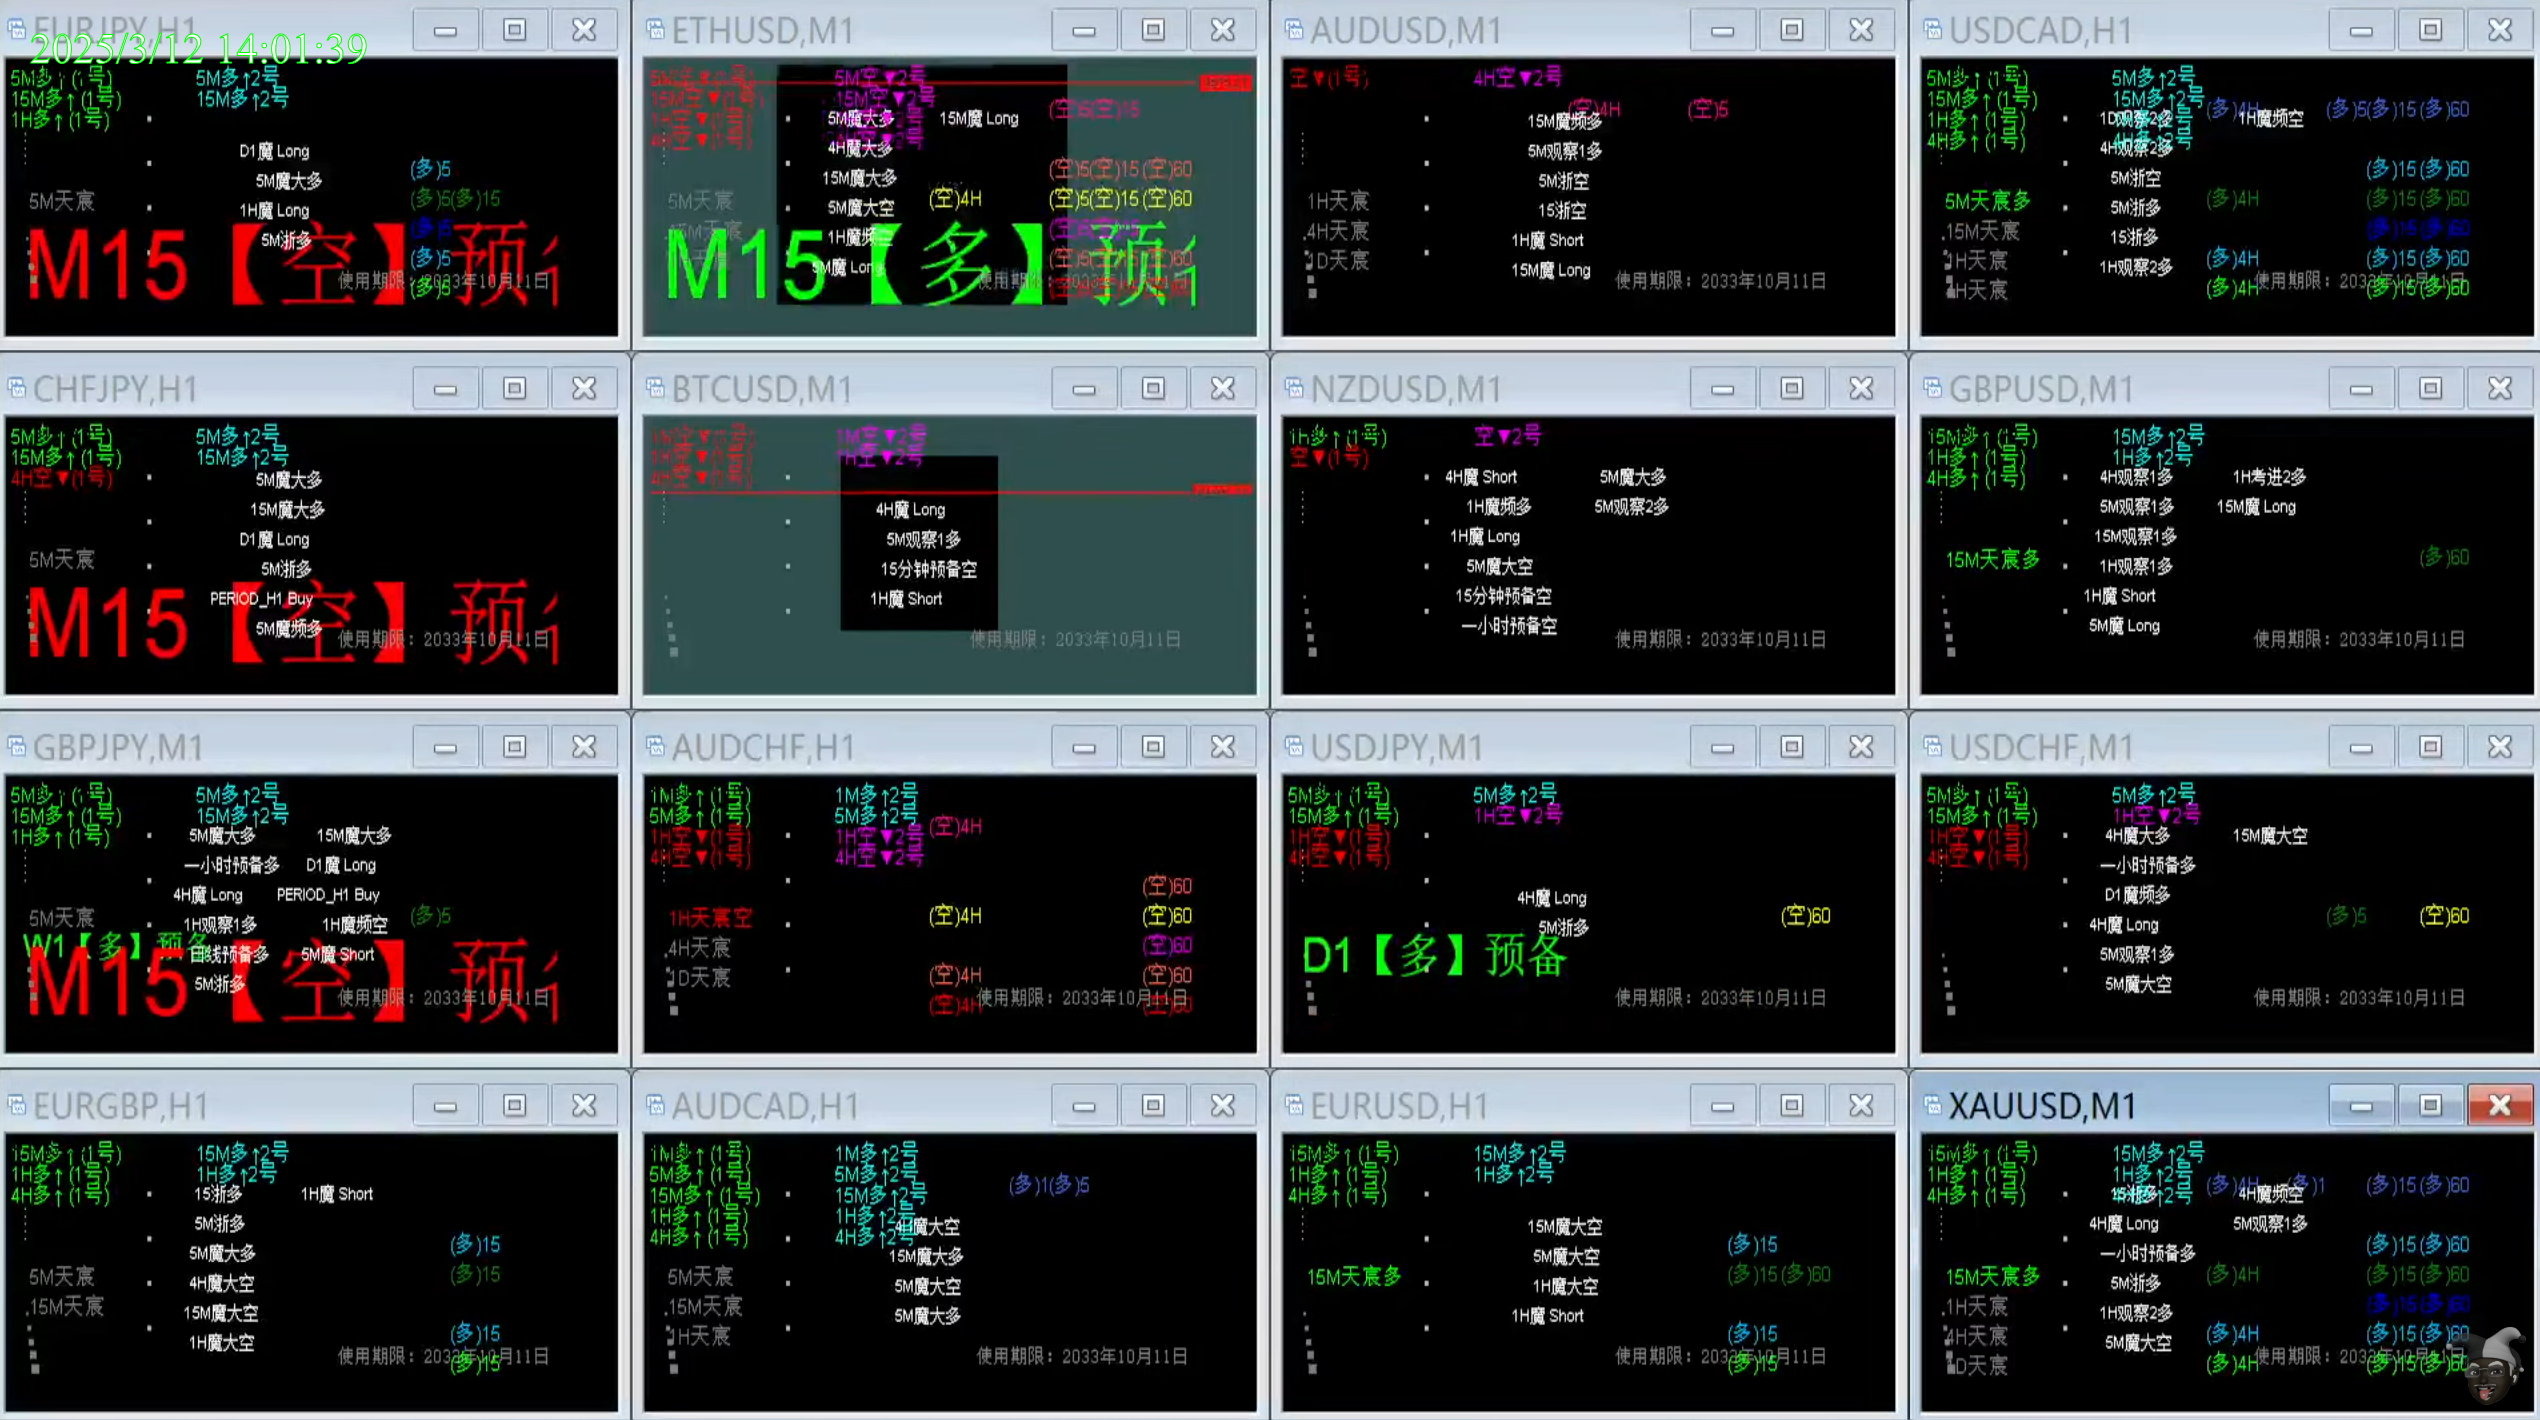 2025/3/12 14:01:39
EURJPY,H1
5M多↑(1号) 5M多↑2号
15M多↑(1号) 15M多↑2号
1H多↑(1号)
D1魔 Long
5M魔大多 (多)5
5M天宸 1H魔 Long (多)5(多)15
5M浙多
(多)5
M15【空】预
使用期限：2033年10月11日
(多)5
ETHUSD,M1
5M空▼2号
15M空▼2号
5M魔大多 15M魔 Long (空)5(空)15
4H魔大多
15M魔大多 (空)5(空)15(空)60
5M天宸 5M魔大空 (空)4H (空)5(空)15(空)60
1H魔频空
5M魔 Long
M15【多】预
AUDUSD,M1
空▼(1号) 4H空▼2号
(空)4H (空)5
15M魔频多
5M观察1多
5M浙空
1H天宸 15浙空
4H天宸 1H魔 Short
1D天宸 15M魔 Long
使用期限：2033年10月11日
USDCAD,H1
5M多↑(1号) 5M多↑2号
15M多↑(1号) 15M多↑2号
1H多↑(1号) (多)4H 1H魔频空 (多)5(多)15(多)60
4H多↑(1号) 4H观察2多
5M浙空 (多)15(多)60
5M天宸多 5M浙多 (多)4H (多)15(多)60
15M天宸 15浙多 (多)15(多)60
1H天宸 1H观察2多 (多)4H (多)15(多)60
4H天宸 (多)4H (多)15(多)60
CHFJPY,H1
5M多↑(1号) 5M多↑2号
15M多↑(1号) 15M多↑2号
4H空▼(1号) 5M魔大多
15M魔大多
D1魔 Long
5M天宸 5M浙多
PERIOD_H1 Buy
5M魔频多
M15【空】预
使用期限：2033年10月11日
BTCUSD,M1
1M空▼2号
1H空▼2号
4H空▼(1号)
4H魔 Long
5M观察1多
15分钟预备空
1H魔 Short
使用期限：2033年10月11日
NZDUSD,M1
1H多↑(1号) 空▼2号
空▼(1号)
4H魔 Short 5M魔大多
1H魔频多 5M观察2多
1H魔 Long
5M魔大空
15分钟预备空
一小时预备空
使用期限：2033年10月11日
GBPUSD,M1
15M多↑(1号) 15M多↑2号
1H多↑(1号) 1H多↑2号
4H多↑(1号) 4H观察1多 1H考进2多
5M观察1多 15M魔 Long
15M观察1多
15M天宸多 1H观察1多 (多)60
1H魔 Short
5M魔 Long
使用期限：2033年10月11日
GBPJPY,M1
5M多↑(1号) 5M多↑2号
15M多↑(1号) 15M多↑2号
1H多↑(1号) 5M魔大多 15M魔大多
一小时预备多 D1魔 Long
4H魔 Long PERIOD_H1 Buy
5M天宸 1H观察1多 1H魔频空 (多)5
W1【多】预备 日线预备多 5M魔 Short
5M浙多
M15【空】预
使用期限：2033年10月11日
AUDCHF,H1
1M多↑(1号) 1M多↑2号
5M多↑(1号) 5M多↑2号
1H空▼(1号) 1H空▼2号 (空)4H
4H空▼(1号) 4H空▼2号
(空)60
1H天宸空 (空)4H (空)60
4H天宸 (空)60
1D天宸 (空)4H (空)60
(空)4H 使用期限：2033年10月11日 (空)60
USDJPY,M1
5M多↑(1号) 5M多↑2号
15M多↑(1号) 1H空▼2号
1H空▼(1号)
4H空▼(1号)
4H魔 Long
5M浙多 (空)60
D1【多】预备
使用期限：2033年10月11日
USDCHF,M1
5M多↑(1号) 5M多↑2号
15M多↑(1号) 1H空▼2号
1H空▼(1号) 4H魔大多 15M魔大空
4H空▼(1号) 一小时预备多
D1魔频多
4H魔 Long (多)5 (空)60
5M观察1多
5M魔大空
使用期限：2033年10月11日
EURGBP,H1
15M多↑(1号) 15M多↑2号
1H多↑(1号) 1H多↑2号
4H多↑(1号) 15浙多 1H魔 Short
5M浙多
5M魔大多 (多)15
5M天宸 4H魔大空 (多)15
15M天宸 15M魔大空
1H魔大空 (多)15
使用期限：2033年10月11日
(多)15
AUDCAD,H1
1M多↑(1号) 1M多↑2号
5M多↑(1号) 5M多↑2号
15M多↑(1号) 15M多↑2号 (多)1(多)5
1H多↑(1号) 1H多↑2号
4H多↑(1号) 4H多↑2号 4H魔大空
15M魔大多
5M天宸 5M魔大空
15M天宸 5M魔大多
1H天宸
使用期限：2033年10月11日
EURUSD,H1
15M多↑(1号) 15M多↑2号
1H多↑(1号) 1H多↑2号
4H多↑(1号)
15M魔大空
5M魔大空 (多)15
15M天宸多 1H魔大空 (多)15(多)60
1H魔 Short
(多)15
使用期限：2033年10月11日
(多)15
XAUUSD,M1
15M多↑(1号) 15M多↑2号
1H多↑(1号) 1H多↑2号
4H多↑(1号) 4H魔频空 (多)15(多)60
4H魔 Long 5M观察1多
一小时预备多 (多)15(多)60
15M天宸多 5M浙多 (多)4H (多)15(多)60
1H天宸 1H观察2多 (多)15(多)60
4H天宸 5M魔大空 (多)4H (多)15(多)60
1D天宸 (多)4H